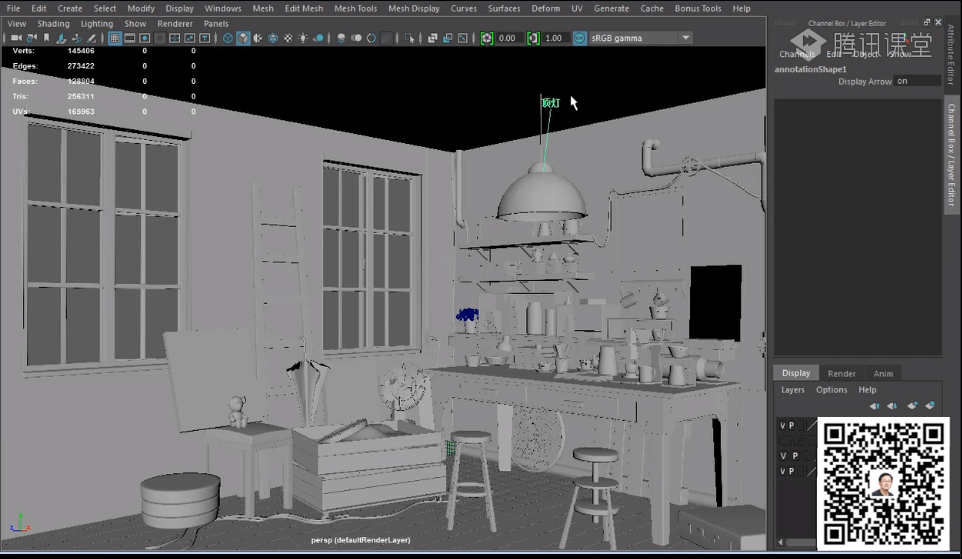 File Edit Create Select Modify Display Windows Mesh Edit Mesh Mesh Tools Mesh Display Curves Surfaces Deform UV Generate Cache Bonus Tools Help
View Shading Lighting Show Renderer Panels
0.00 1.00 sRGB gamma
Verts: 145406 0 0
Edges: 273422 0 0
Faces: 128804 0 0
Tris: 256311 0 0
UVs: 165963 0 0
顶灯
persp (defaultRenderLayer)
Channel Box / Layer Editor
腾讯课堂
Channels Edit Object Show
annotationShape1
Display Arrow on
Display Render Anim
Layers Options Help
V P
V P
V P
Attribute Editor
Channel Box / Layer Editor